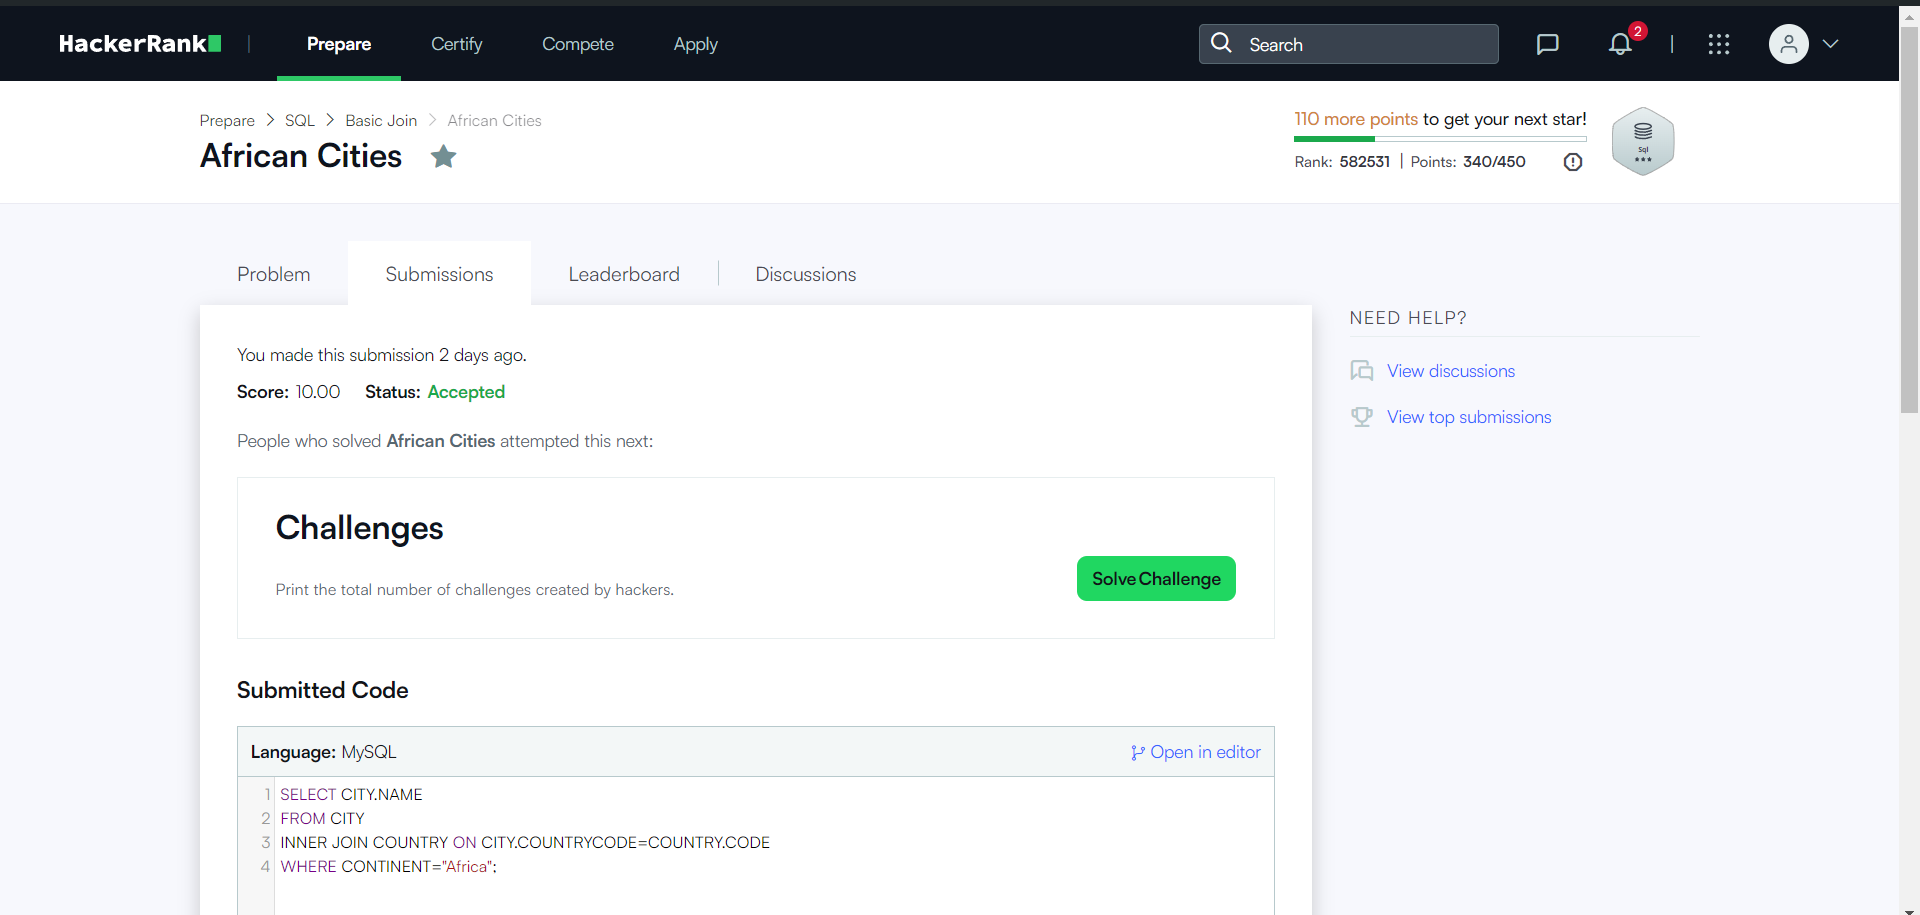 HackerRank
Prepare
Certify
Compete
Apply
Search
2
Prepare > SQL > Basic Join > African Cities
African Cities
110 more points to get your next star!
Rank: 582531 | Points: 340/450
Sql
Problem
Submissions
Leaderboard
Discussions
You made this submission 2 days ago.
Score: 10.00 Status: Accepted
People who solved African Cities attempted this next:
Challenges
Print the total number of challenges created by hackers.
Solve Challenge
NEED HELP?
View discussions
View top submissions
Submitted Code
Language: MySQL
Open in editor
1 SELECT CITY.NAME
2 FROM CITY
3 INNER JOIN COUNTRY ON CITY.COUNTRYCODE=COUNTRY.CODE
4 WHERE CONTINENT="Africa";